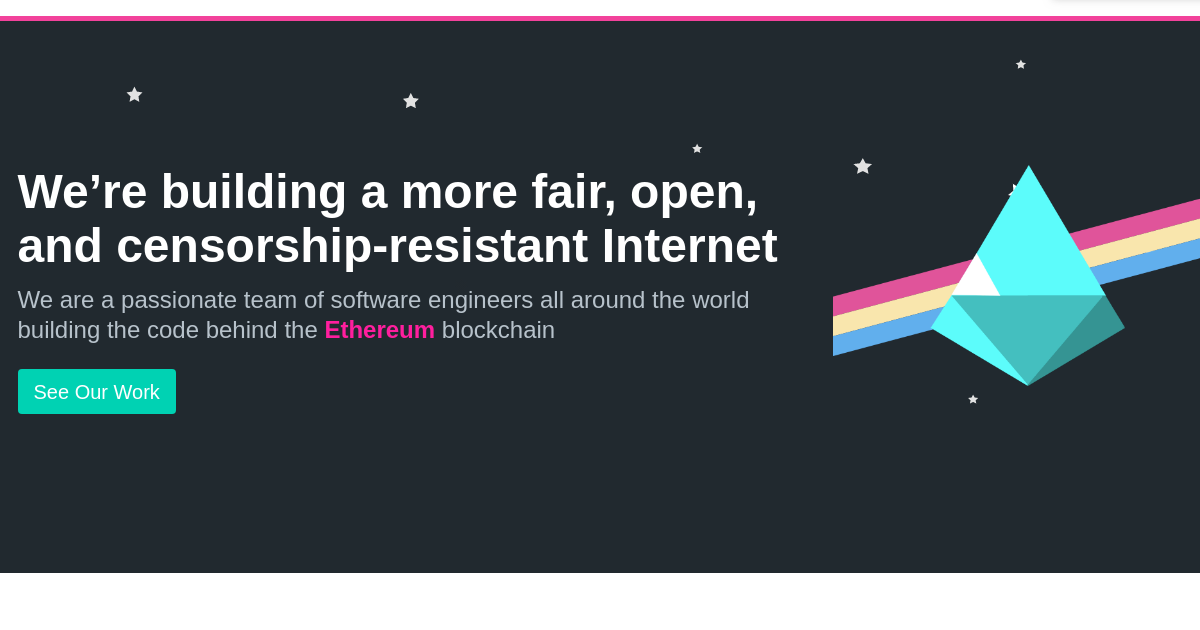 We’re building a more fair, open,
and censorship-resistant Internet
We are a passionate team of software engineers all around the world
building the code behind the Ethereum blockchain
See Our Work